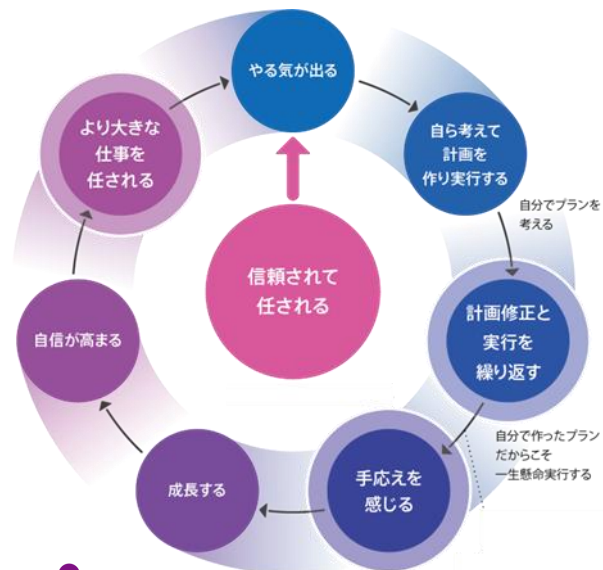 やる気が出る
自ら考えて
計画を
作り実行する
自分でプランを
考える
計画修正と
実行を
繰り返す
自分で作ったプラン
だからこそ
一生懸命実行する
手応えを
感じる
成長する
自信が高まる
より大きな
仕事を
任される
信頼されて
任される